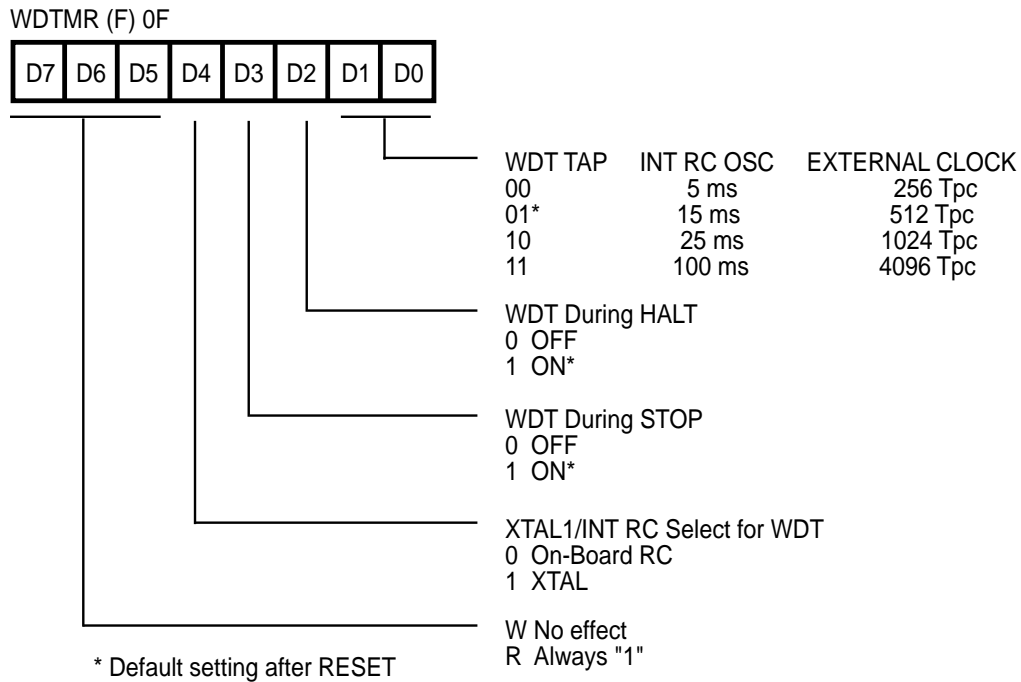 WDTMR (F) 0F
D7 D6 D5 D4 D3 D2 D1 D0
WDT TAP INT RC OSC EXTERNAL CLOCK
00 5 ms 256 Tpc
01* 15 ms 512 Tpc
10 25 ms 1024 Tpc
11 100 ms 4096 Tpc
WDT During HALT
0 OFF
1 ON*
WDT During STOP
0 OFF
1 ON*
XTAL1/INT RC Select for WDT
0 On-Board RC
1 XTAL
W No effect
R Always "1"
* Default setting after RESET